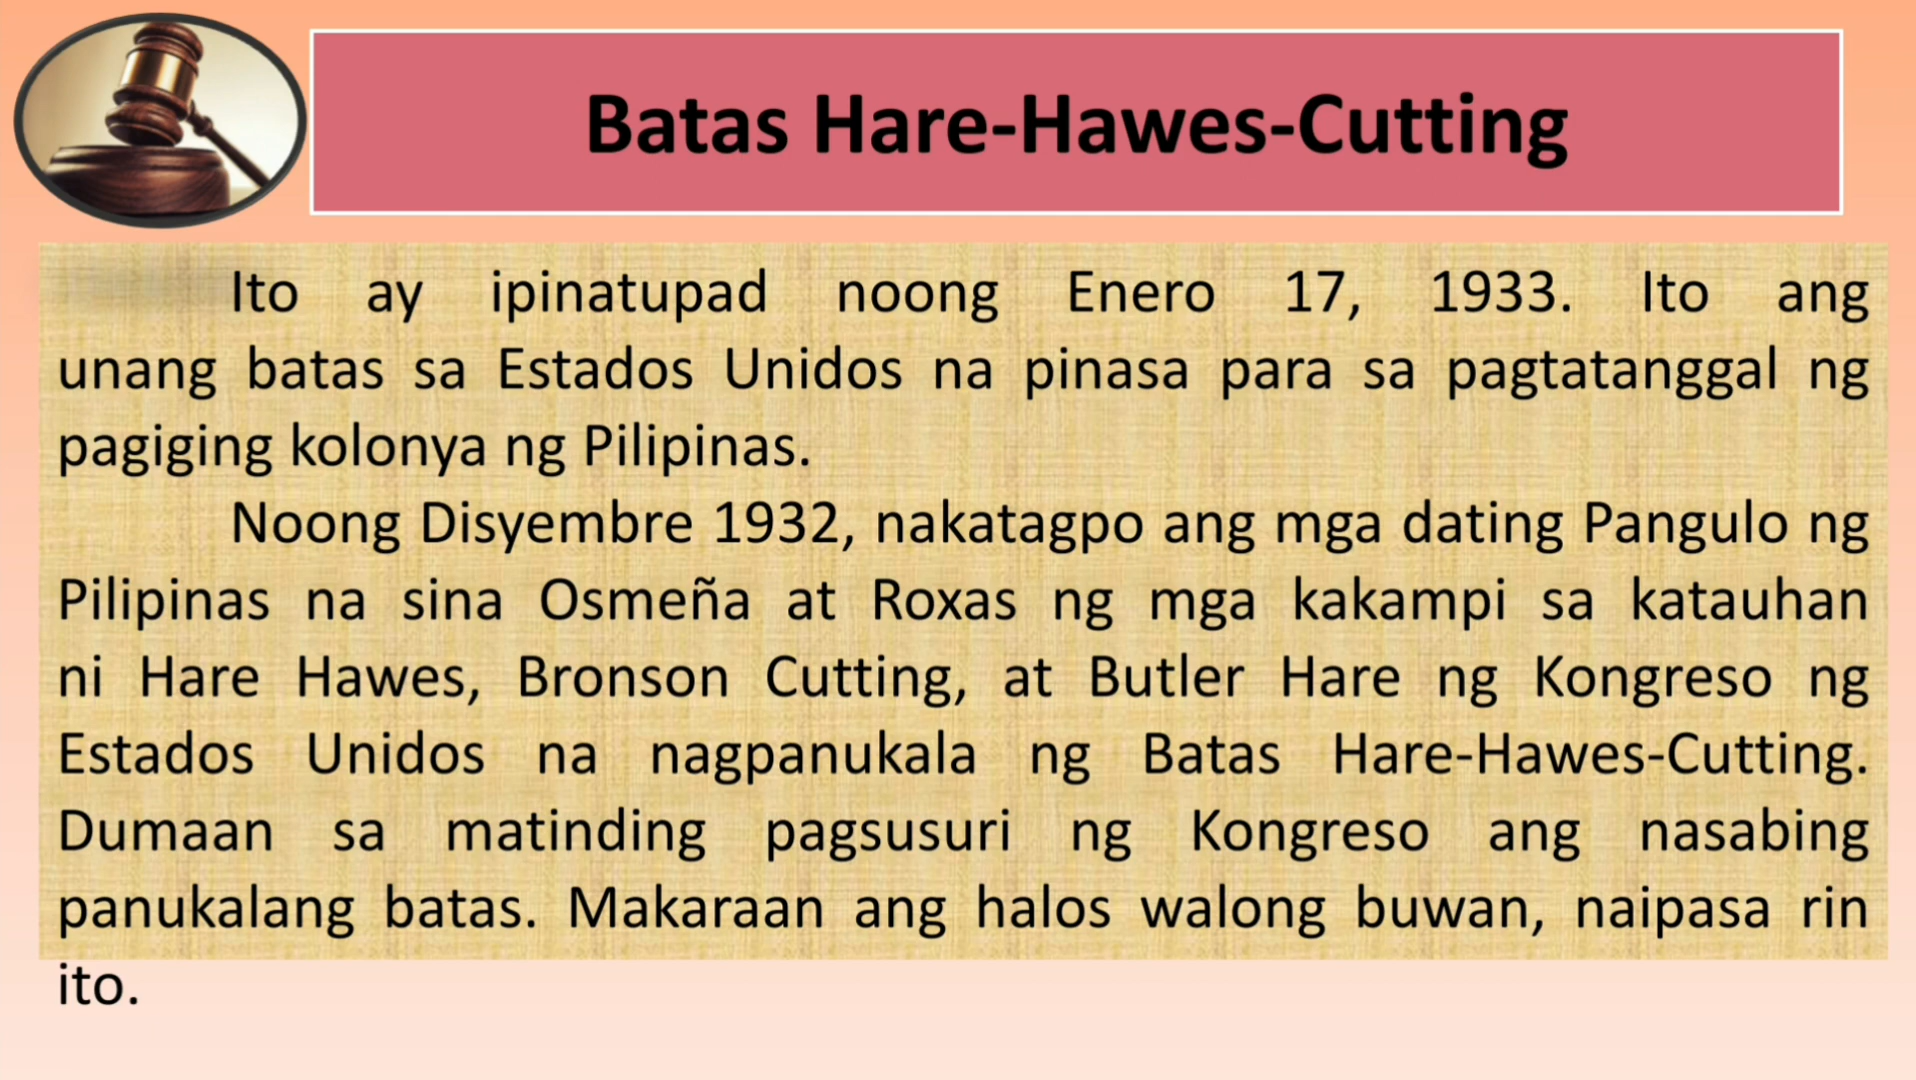 Batas Hare-Hawes-Cutting
Ito ay ipinatupad noong Enero 17, 1933. Ito ang
unang batas sa Estados Unidos na pinasa para sa pagtatanggal ng
pagiging kolonya ng Pilipinas.
Noong Disyembre 1932, nakatagpo ang mga dating Pangulo ng
Pilipinas na sina Osmeña at Roxas ng mga kakampi sa katauhan
ni Hare Hawes, Bronson Cutting, at Butler Hare ng Kongreso ng
Estados Unidos na nagpanukala ng Batas Hare-Hawes-Cutting.
Dumaan sa matinding pagsusuri ng Kongreso ang nasabing
panukalang batas. Makaraan ang halos walong buwan, naipasa rin
ito.